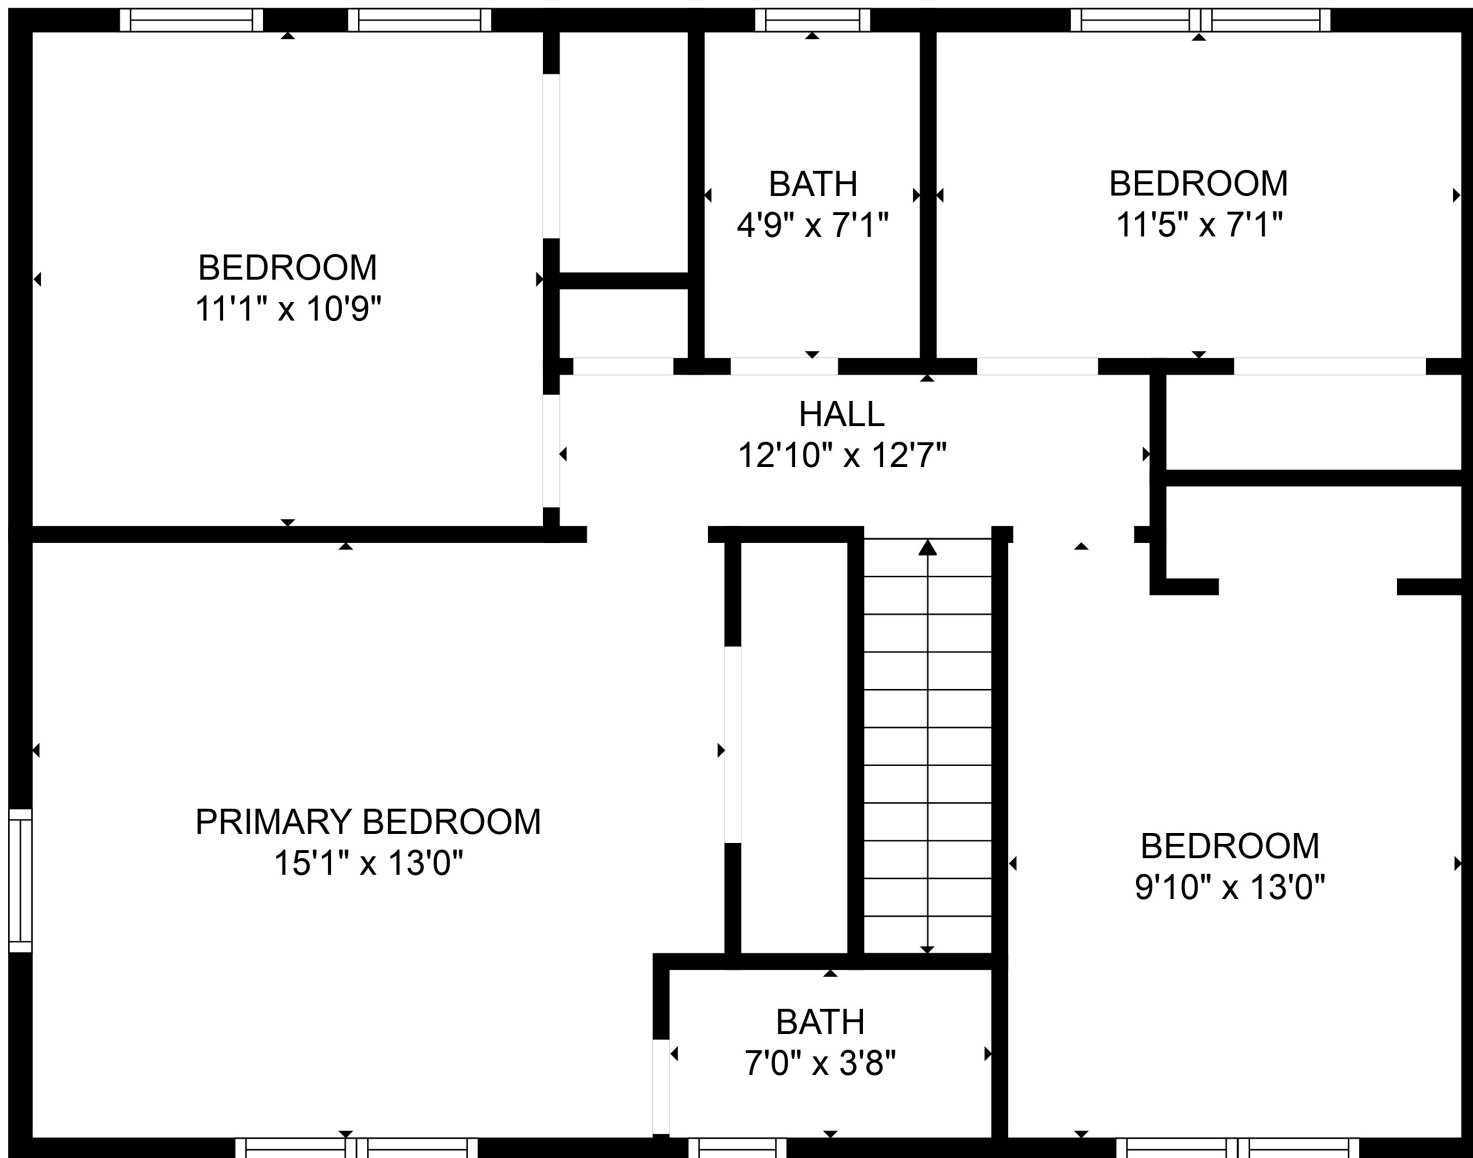 BATH
4'9" x 7'1"
BEDROOM
11'5" x 7'1"
BEDROOM
11'1" x 10'9"
HALL
12'10" x 12'7"
PRIMARY BEDROOM
15'1" x 13'0"
BEDROOM
9'10" x 13'0"
BATH
7'0" x 3'8"